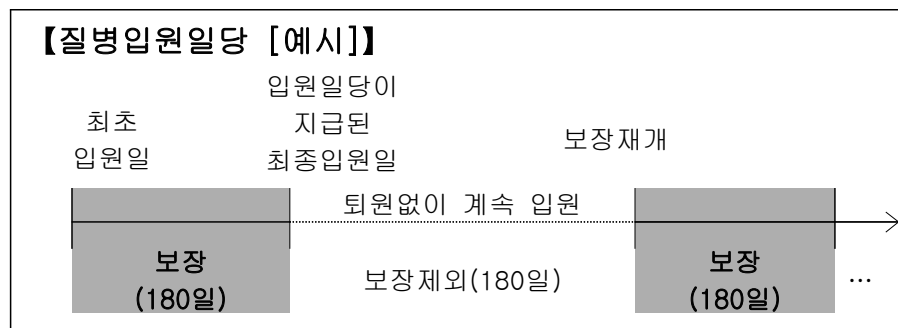 【질병입원일당 [예시]】
최초
입원일
입원일당이
지급된
최종입원일
보장재개
퇴원없이 계속 입원
보장
(180일)
보장제외(180일)
보장
(180일)
…